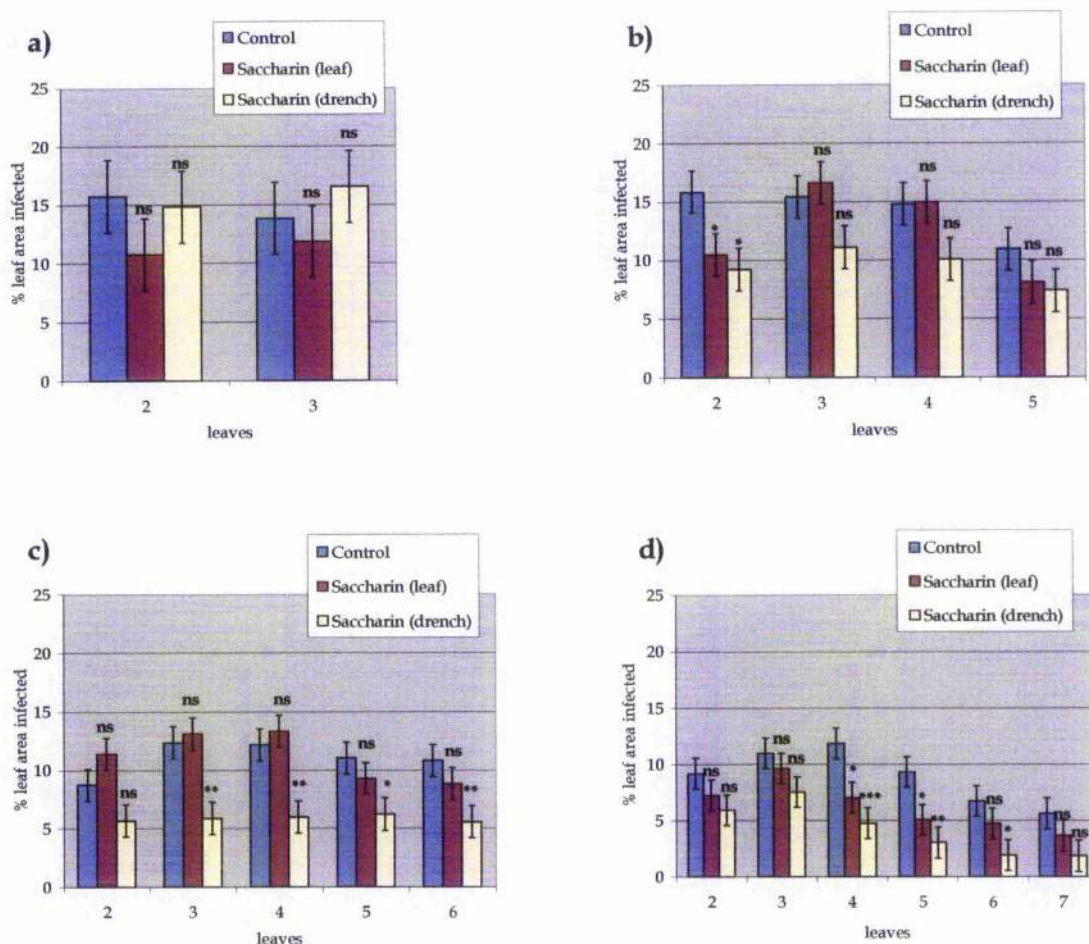 a)
Control
Saccharin (leaf)
Saccharin (drench)
25
20
15
10
5
0
% leaf area infected
ns
ns
ns
ns
2
3
leaves
b)
Control
Saccharin (leaf)
Saccharin (drench)
25
20
15
10
5
0
% leaf area infected
*
*
ns
ns
ns
ns
ns
ns
2
3
4
5
leaves
c)
Control
Saccharin (leaf)
Saccharin (drench)
25
20
15
10
5
0
% leaf area infected
ns
ns
ns
**
ns
**
ns
*
ns
**
2
3
4
5
6
leaves
d)
Control
Saccharin (leaf)
Saccharin (drench)
25
20
15
10
5
0
% leaf area infected
ns
ns
ns
ns
*
***
*
**
ns
*
ns
ns
2
3
4
5
6
7
leaves